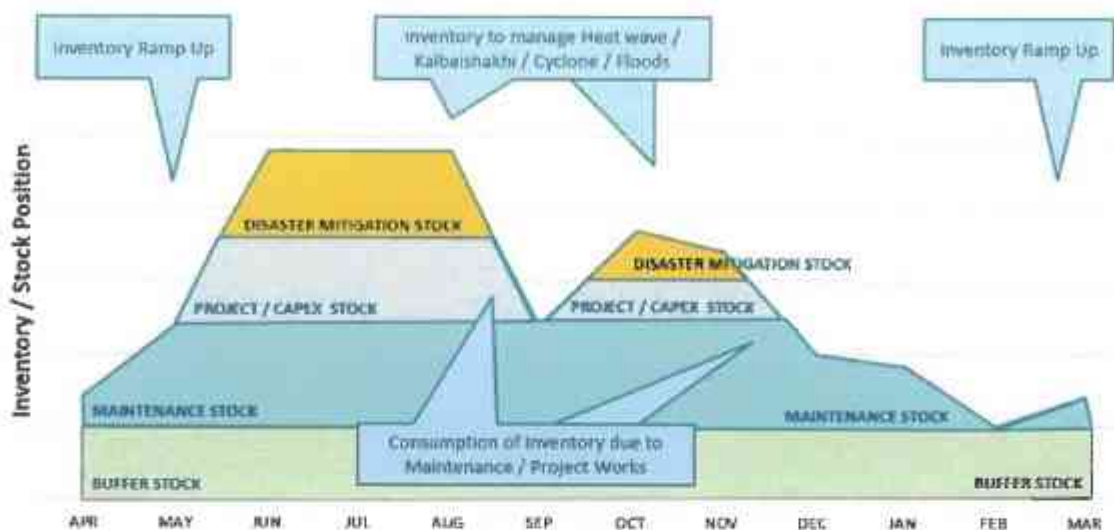 Inventory Ramp Up
Inventory to manage Heat wave /
Kalbaishakhi / Cyclone / Floods
Inventory Ramp Up
Inventory / Stock Position
DISASTER MITIGATION STOCK
DISASTER MITIGATION STOCK
PROJECT / CAPEX STOCK
PROJECT / CAPEX STOCK
MAINTENANCE STOCK
MAINTENANCE STOCK
Consumption of Inventory due to
Maintenance / Project Works
BUFFER STOCK
BUFFER STOCK
APR MAY JUN JUL AUG SEP OCT NOV DEC JAN FEB MAR